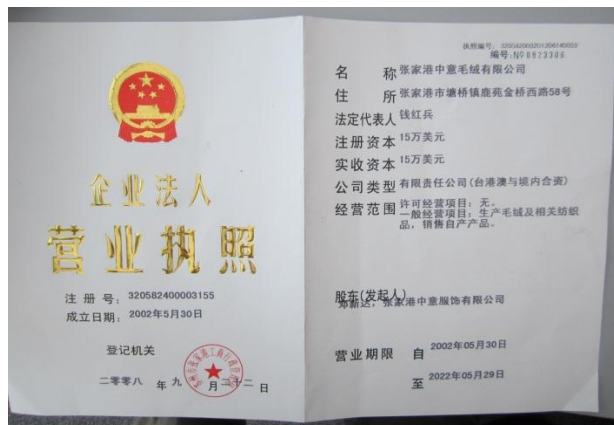 企业法人
营业执照
注 册 号：320582400003155
成立日期：2002年5月30日
登记机关
二零零八 年 九 月 二十二 日
编号:№ 0823306
名 称 张家港中意毛绒有限公司
住 所 张家港市塘桥镇鹿苑金桥西路58号
法定代表人 钱红兵
注册资本 15万美元
实收资本 15万美元
公司类型 有限责任公司(台港澳与境内合资)
经营范围 许可经营项目：无。
一般经营项目：生产毛绒及相关纺织
品，销售自产产品。
股东(发起人)
张家港中意服饰有限公司
营业期限 自 2002年05月30日
至 2022年05月29日